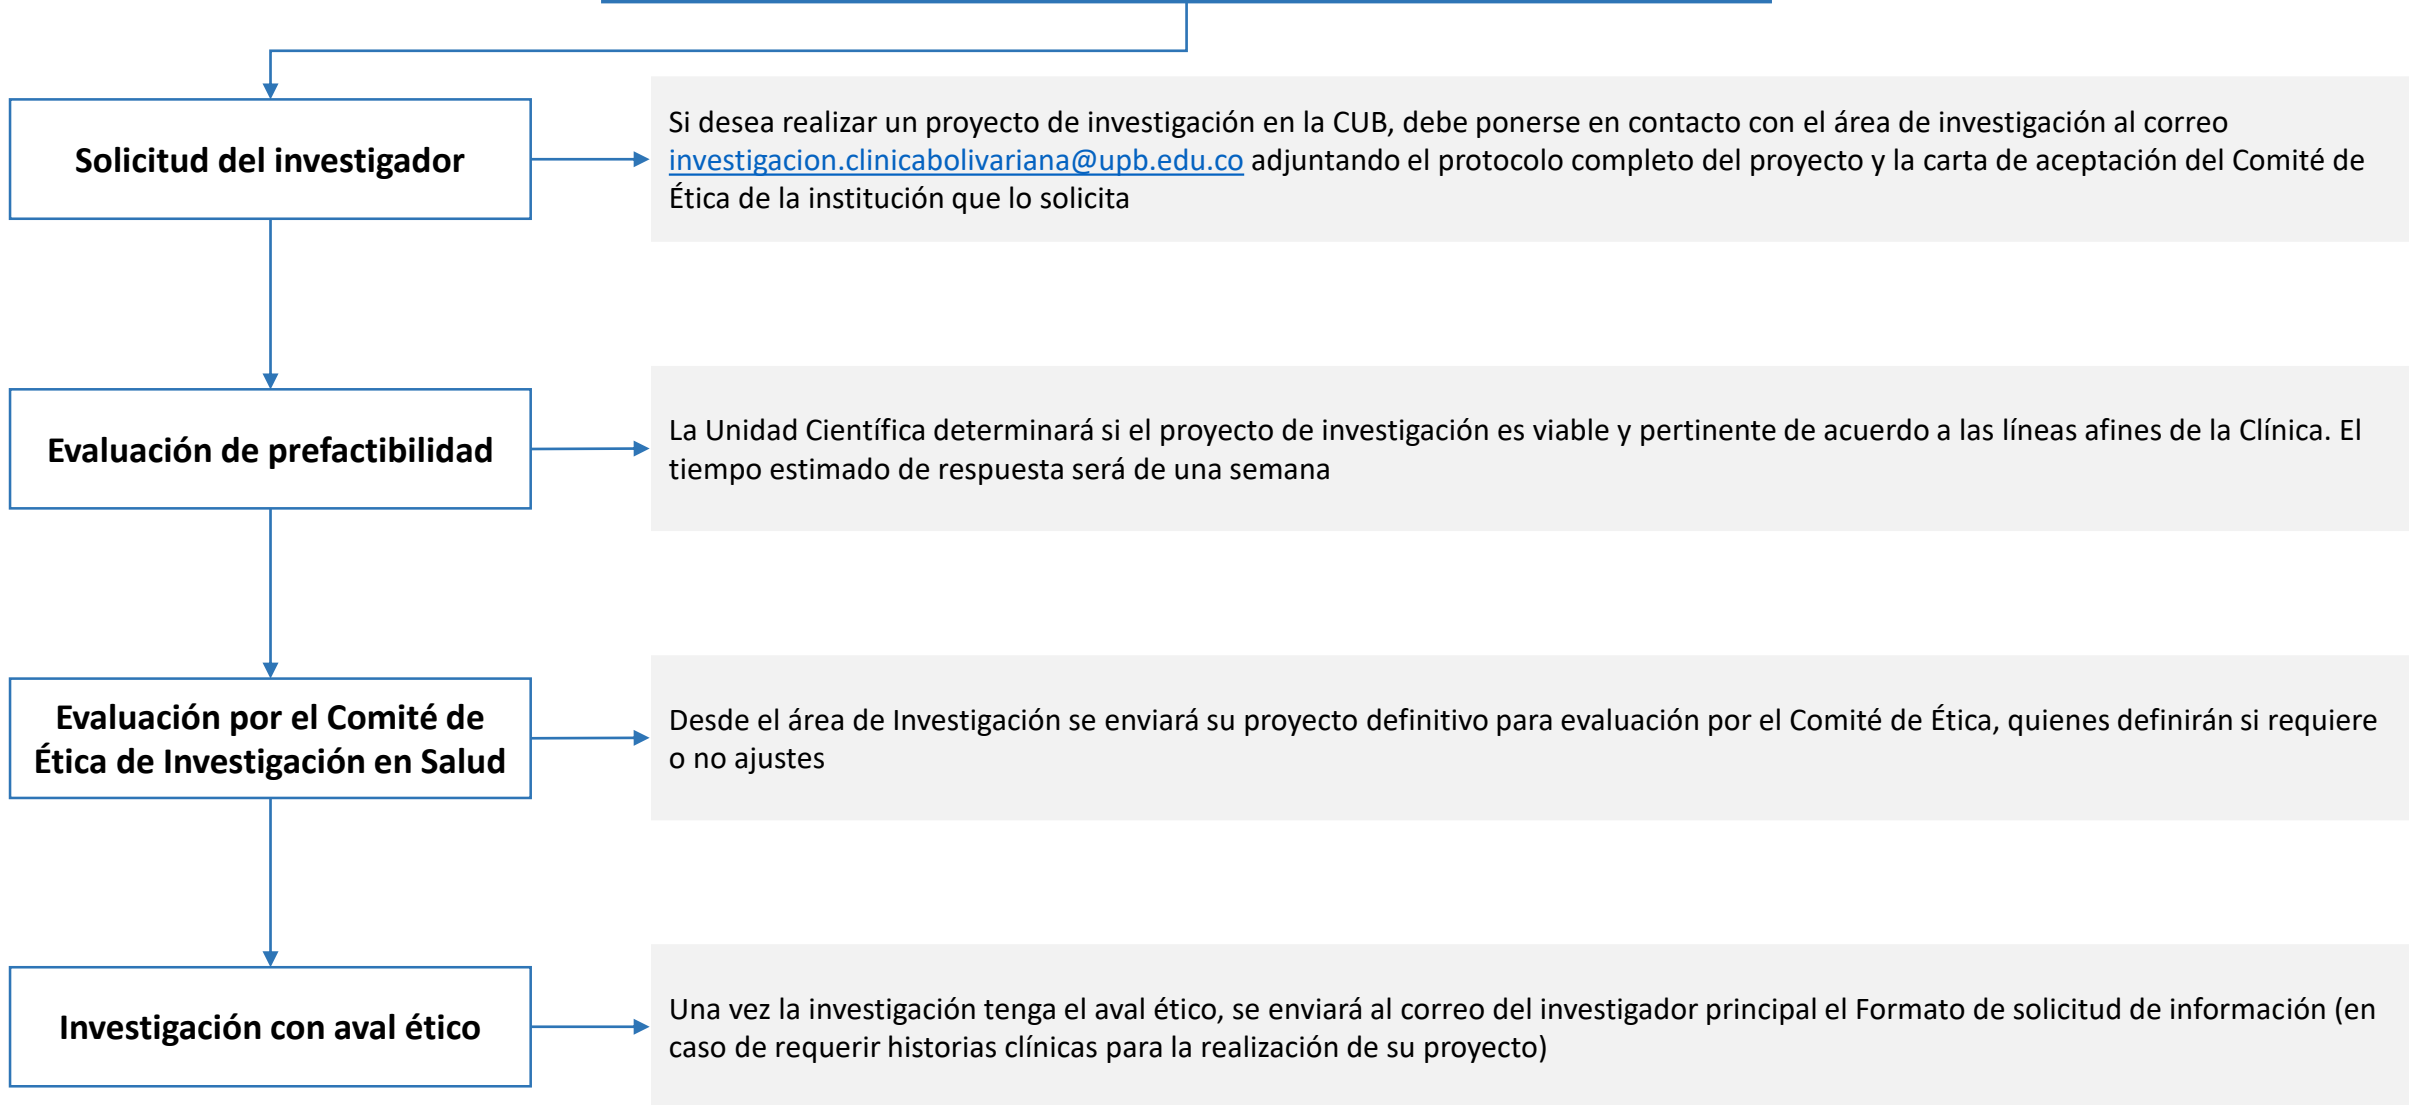 Solicitud del investigador
Si desea realizar un proyecto de investigación en la CUB, debe ponerse en contacto con el área de investigación al correo
investigacion.clinicabolivariana@upb.edu.co adjuntando el protocolo completo del proyecto y la carta de aceptación del Comité de
Ética de la institución que lo solicita
Evaluación de prefactibilidad
La Unidad Científica determinará si el proyecto de investigación es viable y pertinente de acuerdo a las líneas afines de la Clínica. El
tiempo estimado de respuesta será de una semana
Evaluación por el Comité de
Ética de Investigación en Salud
Desde el área de Investigación se enviará su proyecto definitivo para evaluación por el Comité de Ética, quienes definirán si requiere
o no ajustes
Investigación con aval ético
Una vez la investigación tenga el aval ético, se enviará al correo del investigador principal el Formato de solicitud de información (en
caso de requerir historias clínicas para la realización de su proyecto)